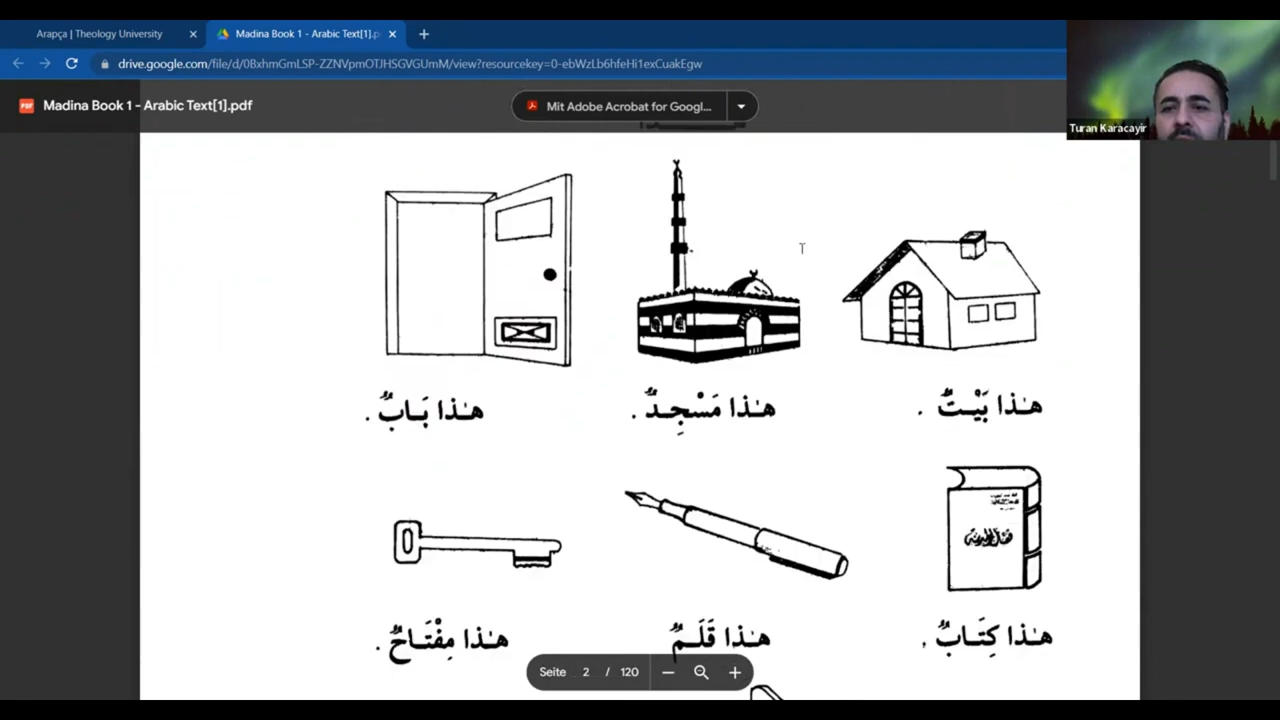 Arapça | Theology University
Madina Book 1 - Arabic Text[1].p
drive.google.com/file/d/0BxhmGmLSP-ZZNVpmOTJHSGVGUmM/view?resourcekey=0-ebWzLb6hfeHi1exCuakEgw
Madina Book 1 - Arabic Text[1].pdf
Mit Adobe Acrobat for Googl...
Turan Karacayir
هٰذا بَيْتٌ . هٰذا مَسْجِدٌ . هٰذا بَابٌ .
هٰذا كِتَابٌ . هٰذا قَلَمٌ هٰذا مِفْتَاحٌ .
Seite 2 / 120